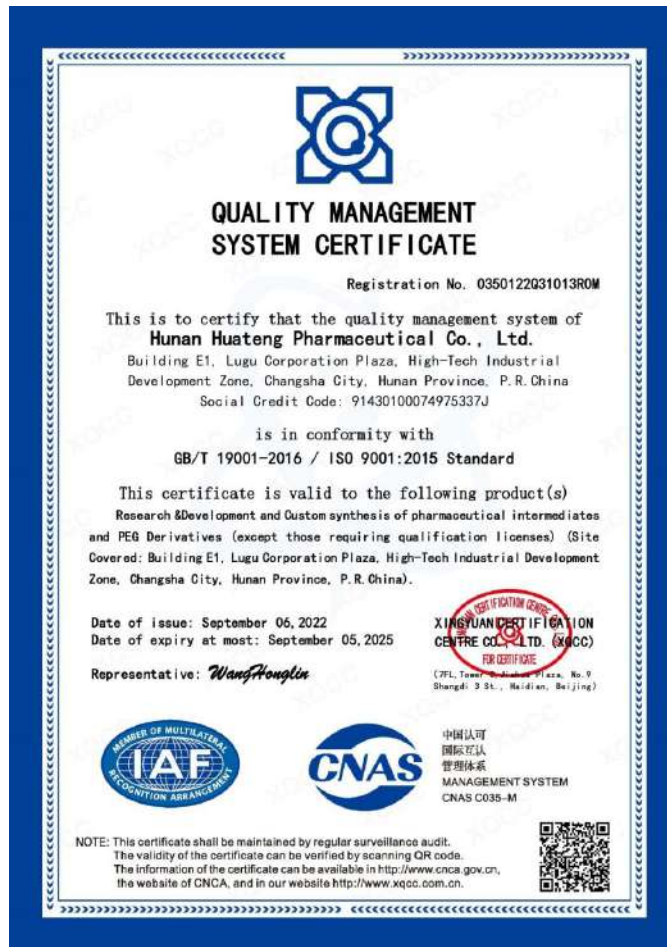 QUALITY MANAGEMENT
SYSTEM CERTIFICATE
Registration No. 0350122Q31013R0M
This is to certify that the quality management system of
Hunan Huateng Pharmaceutical Co., Ltd.
Building E1, Lugu Corporation Plaza, High-Tech Industrial
Development Zone, Changsha City, Hunan Province, P.R.China
Social Credit Code: 91430100074975337J
is in conformity with
GB/T 19001-2016 / ISO 9001:2015 Standard
This certificate is valid to the following product(s)
Research &Development and Custom synthesis of pharmaceutical intermediates
and PEG Derivatives (except those requiring qualification licenses) (Site
Covered: Building E1, Lugu Corporation Plaza, High-Tech Industrial Development
Zone, Changsha City, Hunan Province, P.R.China).
Date of issue: September 06,2022
Date of expiry at most: September 05,2025
Representative: WangHonglin
XINGYUAN CERTIFICATION
CENTRE CO., LTD. (XQCC)
FOR CERTIFICATE
(7FL,Tower Plaza, No.9
Shangdi 3 St., Haidian, Beijing)
MEMBER OF MULTILATERAL
IAF
RECOGNITION ARRANGEMENT
CNAS
中国认可
国际互认
管理体系
MANAGEMENT SYSTEM
CNAS C035-M
NOTE: This certificate shall be maintained by regular surveillance audit.
The validity of the certificate can be verified by scanning QR code.
The information of the certificate can be available in http://www.cnca.gov.cn,
the website of CNCA, and in our website http://www.xqcc.com.cn.